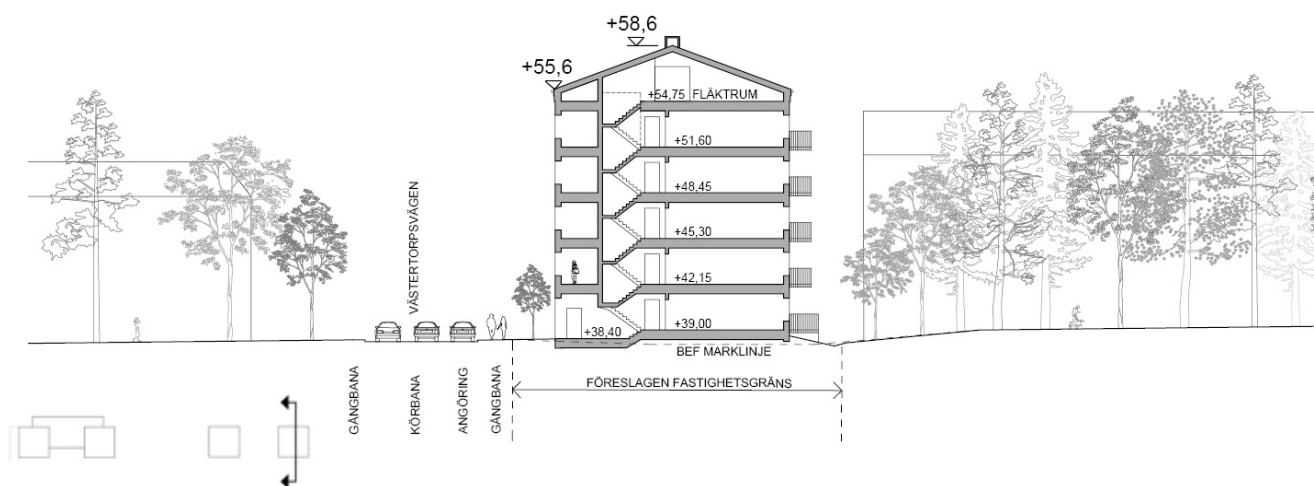 +58,6
+55,6
+54,75 FLÄKTRUM
+51,60
+48,45
+45,30
+42,15
+39,00
+38,40
BEF MARKLINJE
FÖRESLAGEN FASTIGHETSGRÄNS
VÄSTERTORPSVÄGEN
GÅNGBANA
KÖRBANA
ANGÖRING
GÅNGBANA